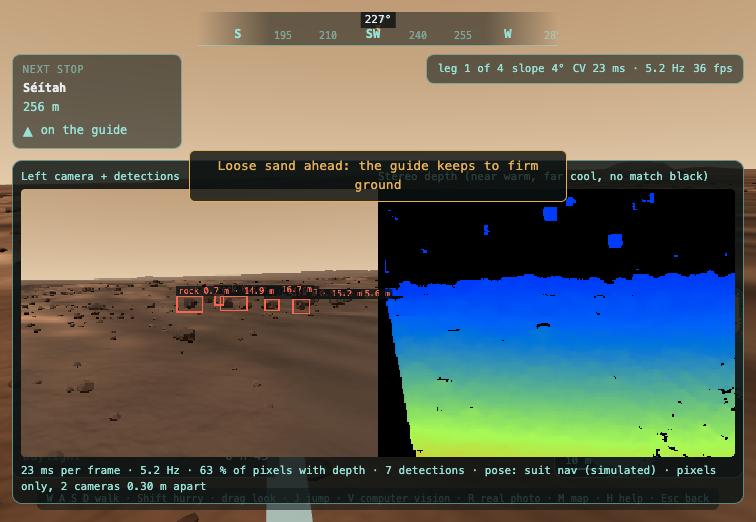 227°
S 195 210 SW 240 255 W 28
NEXT STOP
Séítah
256 m
▲ on the guide
leg 1 of 4 slope 4° CV 23 ms · 5.2 Hz 36 fps
Loose sand ahead: the guide keeps to firm
ground
Left camera + detections
Stereo depth (near warm, far cool, no match black)
rock 0.7 m · 14.9 m 16.7 m 15.2 m 5.6 m
23 ms per frame · 5.2 Hz · 63 % of pixels with depth · 7 detections · pose: suit nav (simulated) · pixels
only, 2 cameras 0.30 m apart
10 m
W A S D walk · Shift hurry · drag look · J jump · V computer vision · R real photo · M map · H help · Esc back